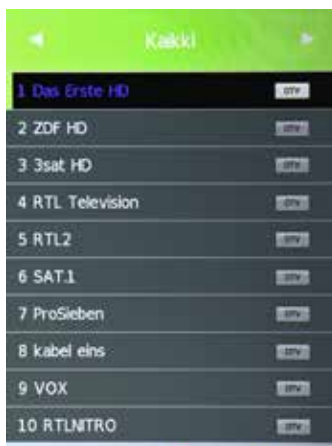 Kaikki
1 Das Erste HD DTV
2 ZDF HD DTV
3 3sat HD DTV
4 RTL Television DTV
5 RTL2 DTV
6 SAT.1 DTV
7 ProSieben DTV
8 kabel eins DTV
9 VOX DTV
10 RTLNITRO DTV